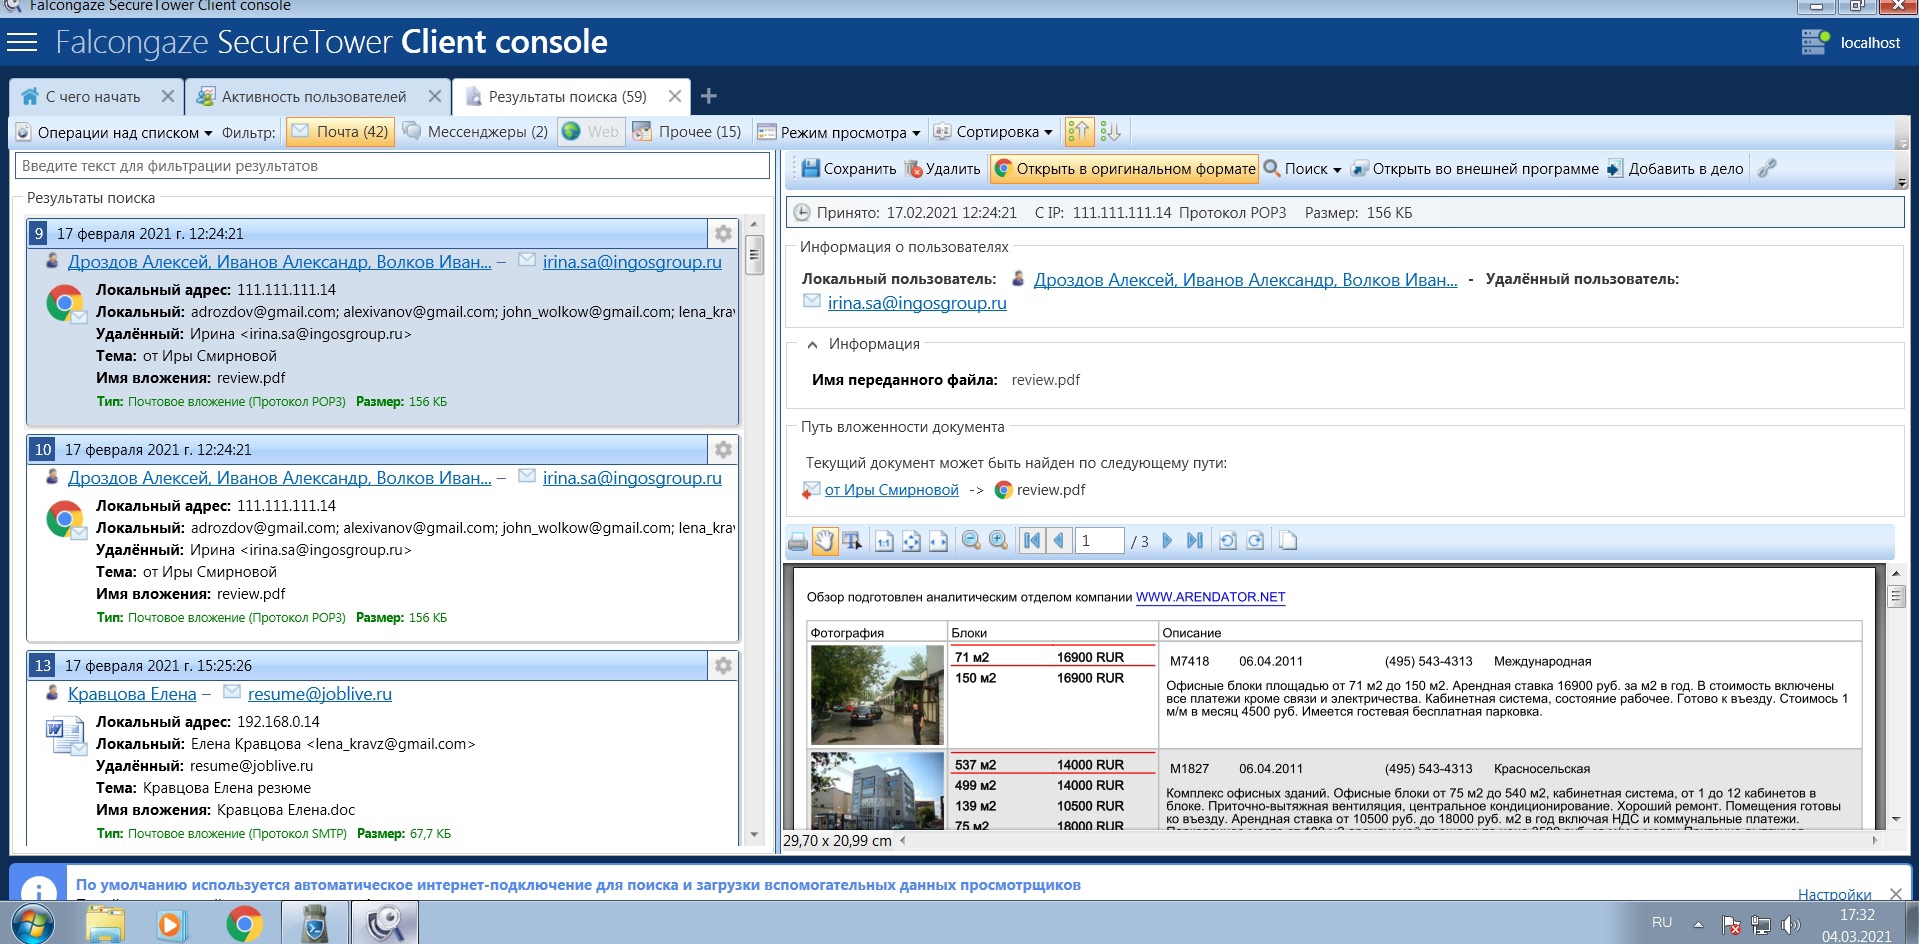 Falcongaze SecureTower Client console
Falcongaze SecureTower Client console
localhost
С чего начать
Активность пользователей
Результаты поиска (59)
Операции над списком
Фильтр:
Почта (42)
Мессенджеры (2)
Web
Прочее (15)
Режим просмотра
Сортировка
Введите текст для фильтрации результатов
Результаты поиска
9 17 февраля 2021 г. 12:24:21
Дроздов Алексей, Иванов Александр, Волков Иван... – irina.sa@ingosgroup.ru
Локальный адрес: 111.111.111.14
Локальный: adrozdov@gmail.com; alexivanov@gmail.com; john_wolkow@gmail.com; lena_krav
Удалённый: Ирина <irina.sa@ingosgroup.ru>
Тема: от Иры Смирновой
Имя вложения: review.pdf
Тип: Почтовое вложение (Протокол POP3) Размер: 156 КБ
10 17 февраля 2021 г. 12:24:21
Дроздов Алексей, Иванов Александр, Волков Иван... – irina.sa@ingosgroup.ru
Локальный адрес: 111.111.111.14
Локальный: adrozdov@gmail.com; alexivanov@gmail.com; john_wolkow@gmail.com; lena_krav
Удалённый: Ирина <irina.sa@ingosgroup.ru>
Тема: от Иры Смирновой
Имя вложения: review.pdf
Тип: Почтовое вложение (Протокол POP3) Размер: 156 КБ
13 17 февраля 2021 г. 15:25:26
Кравцова Елена – resume@joblive.ru
Локальный адрес: 192.168.0.14
Локальный: Елена Кравцова <lena_kravz@gmail.com>
Удалённый: resume@joblive.ru
Тема: Кравцова Елена резюме
Имя вложения: Кравцова Елена.doc
Тип: Почтовое вложение (Протокол SMTP) Размер: 67,7 КБ
Сохранить
Удалить
Открыть в оригинальном формате
Поиск
Открыть во внешней программе
Добавить в дело
Принято: 17.02.2021 12:24:21 С IP: 111.111.111.14 Протокол POP3 Размер: 156 КБ
Информация о пользователях
Локальный пользователь: Дроздов Алексей, Иванов Александр, Волков Иван... - Удалённый пользователь:
irina.sa@ingosgroup.ru
Информация
Имя переданного файла: review.pdf
Путь вложенности документа
Текущий документ может быть найден по следующему пути:
от Иры Смирновой -> review.pdf
1:1
1 / 3
Обзор подготовлен аналитическим отделом компании WWW.ARENDATOR.NET
Фотография Блоки Описание
71 м2 16900 RUR
150 м2 16900 RUR
М7418 06.04.2011 (495) 543-4313 Международная
Офисные блоки площадью от 71 м2 до 150 м2. Арендная ставка 16900 руб. за м2 в год. В стоимость включены
все платежи кроме связи и электричества. Кабинетная система, состояние рабочее. Готово к въезду. Стоимось 1
м/м в месяц 4500 руб. Имеется гостевая бесплатная парковка.
537 м2 14000 RUR
499 м2 14000 RUR
139 м2 10500 RUR
75 м2 18000 RUR
М1827 06.04.2011 (495) 543-4313 Красносельская
Комплекс офисных зданий. Офисные блоки от 75 м2 до 540 м2, кабинетная система, от 1 до 12 кабинетов в
блоке. Приточно-вытяжная вентиляция, центральное кондиционирование. Хороший ремонт. Помещения готовы
ко въезду. Арендная ставка от 10500 руб. до 18000 руб. м2 в год включая НДС и коммунальные платежи.
29,70 x 20,99 cm
По умолчанию используется автоматическое интернет-подключение для поиска и загрузки вспомогательных данных просмотрщиков
Настройки
RU
17:32
04.03.2021